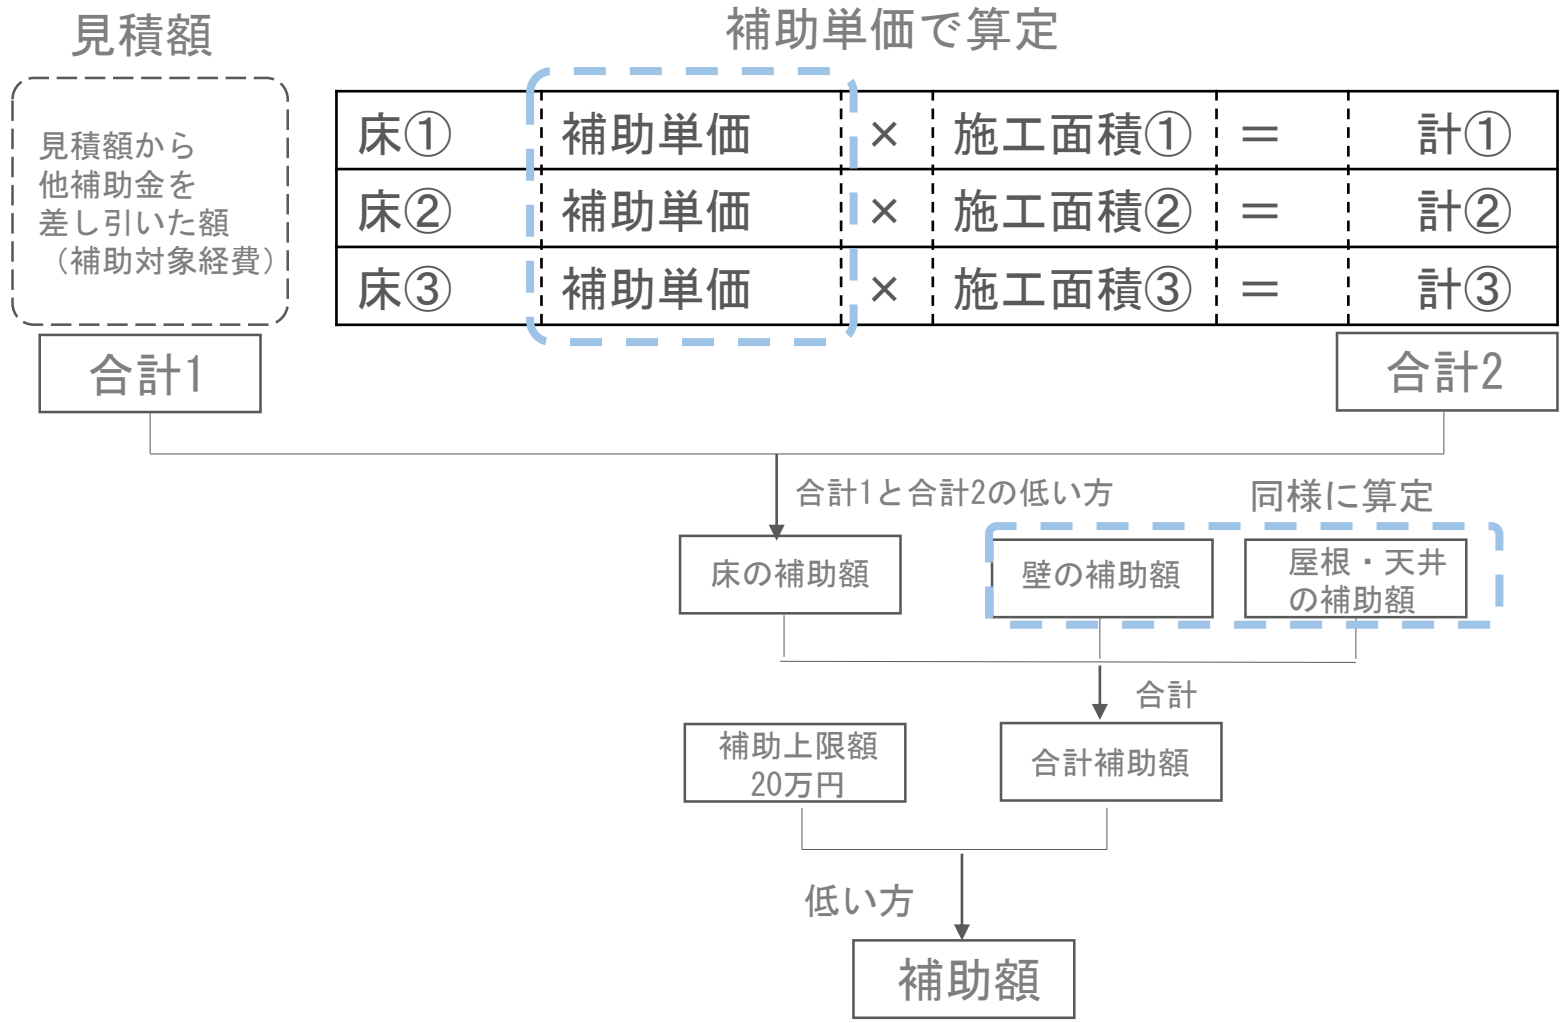 見積額
補助単価で算定
見積額から
他補助金を
差し引いた額
（補助対象経費）
床① 補助単価 × 施工面積① ＝ 計①
床② 補助単価 × 施工面積② ＝ 計②
床③ 補助単価 × 施工面積③ ＝ 計③
合計1
合計2
合計1と合計2の低い方
同様に算定
床の補助額
壁の補助額
屋根・天井
の補助額
合計
補助上限額
20万円
合計補助額
低い方
補助額